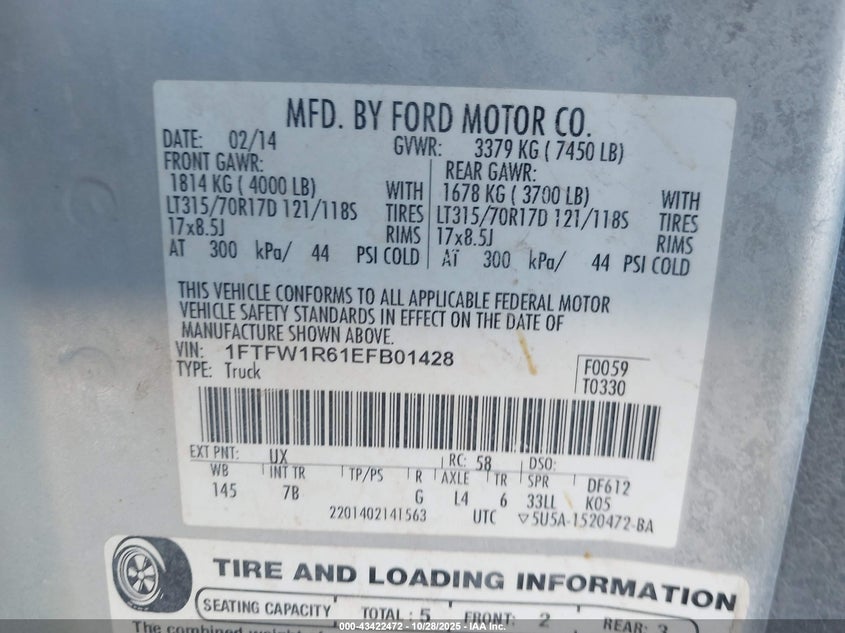 MFD. BY FORD MOTOR CO.
DATE: 02/14 GVWR: 3379 KG ( 7450 LB)
FRONT GAWR: REAR GAWR:
1814 KG ( 4000 LB) WITH 1678 KG ( 3700 LB) WITH
LT315/70R17D 121/118S TIRES LT315/70R17D 121/118S TIRES
17x8.5J RIMS 17x8.5J RIMS
AT 300 kPa/ 44 PSI COLD AT 300 kPa/ 44 PSI COLD
THIS VEHICLE CONFORMS TO ALL APPLICABLE FEDERAL MOTOR
VEHICLE SAFETY STANDARDS IN EFFECT ON THE DATE OF
MANUFACTURE SHOWN ABOVE.
VIN: 1FTFW1R61EFB01428 F0059
TYPE: Truck T0330
EXT PNT: UX RC: 58 DSO:
WB INT TR TP/PS R AXLE TR SPR DF612
145 7B G L4 6 33LL K05
2201402141563 UTC ▽5U5A-1520472-BA
TIRE AND LOADING INFORMATION
SEATING CAPACITY TOTAL : 5 FRONT: 2 REAR: 3
The combined
000-43422472 - 10/28/2025 - IAA Inc.